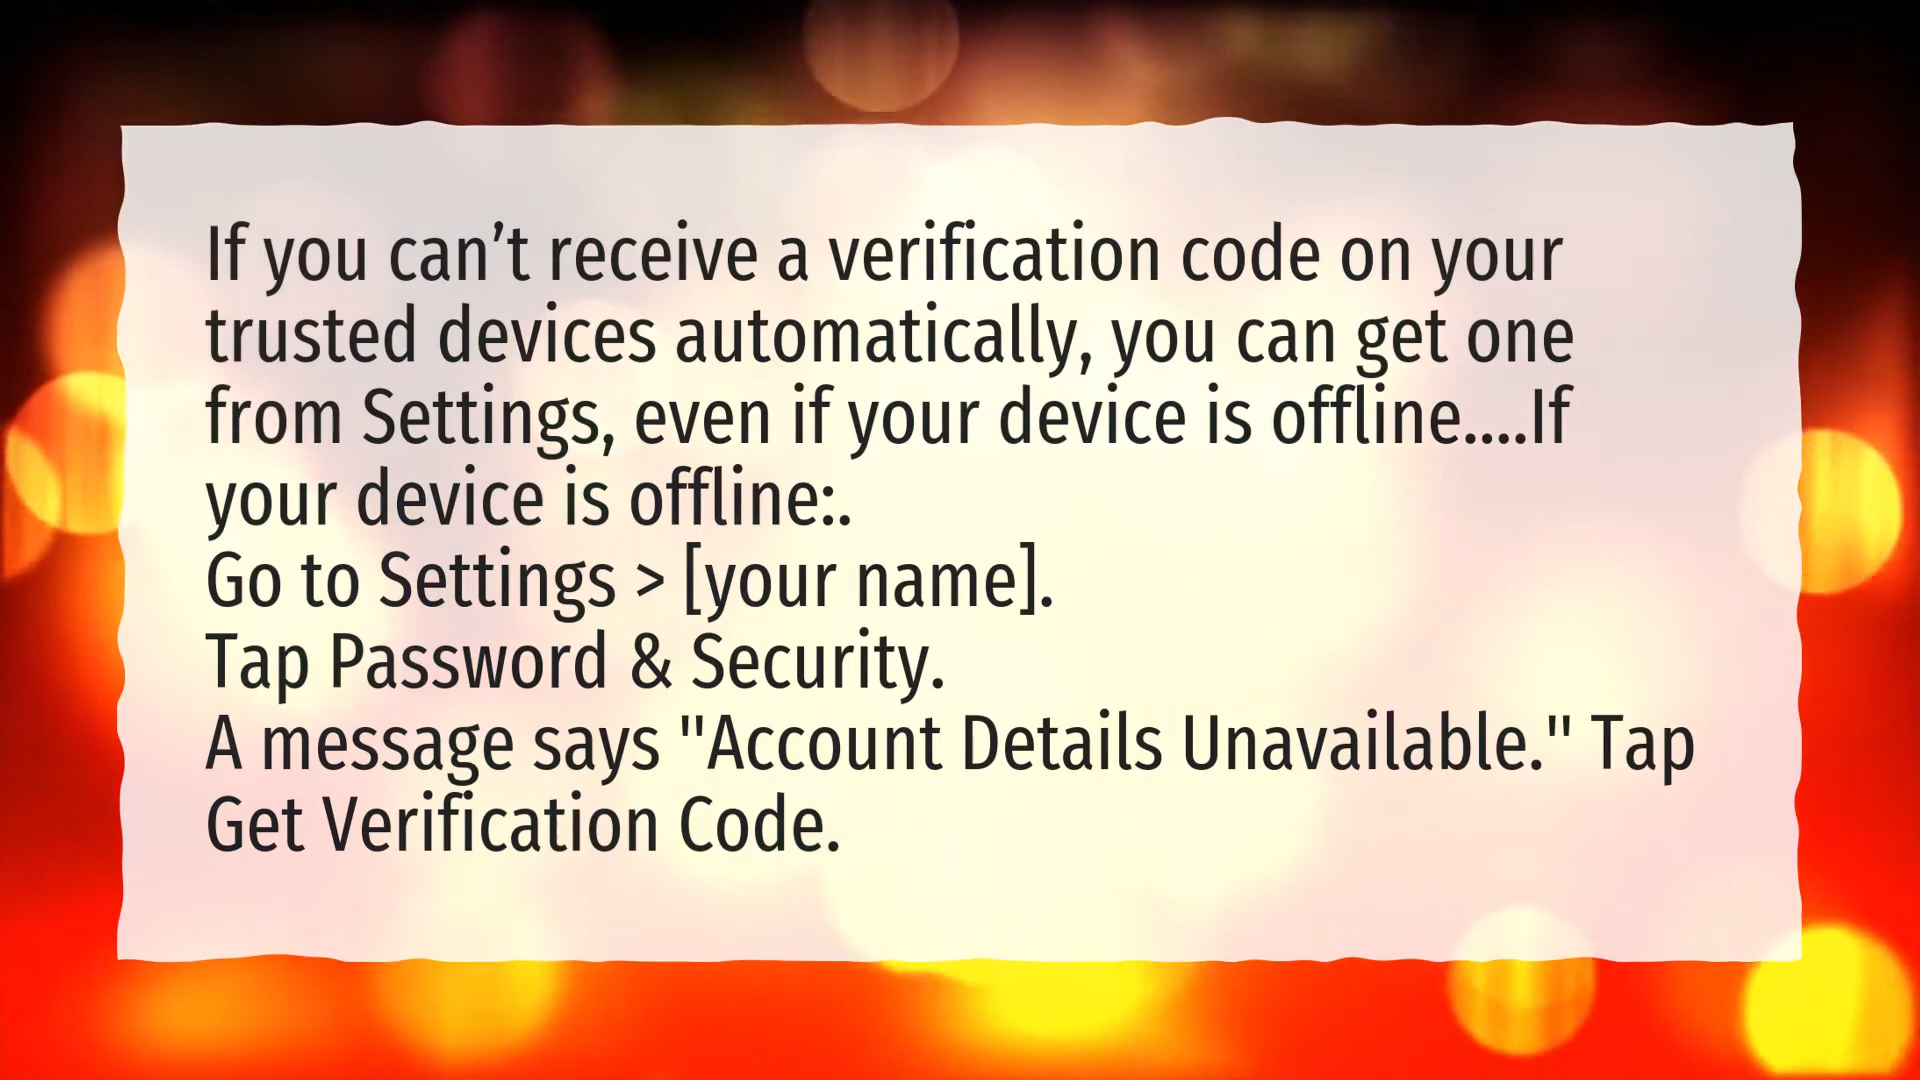 If you can’t receive a verification code on your
trusted devices automatically, you can get one
from Settings, even if your device is offline....If
your device is offline:.
Go to Settings > [your name].
Tap Password & Security.
A message says "Account Details Unavailable." Tap
Get Verification Code.